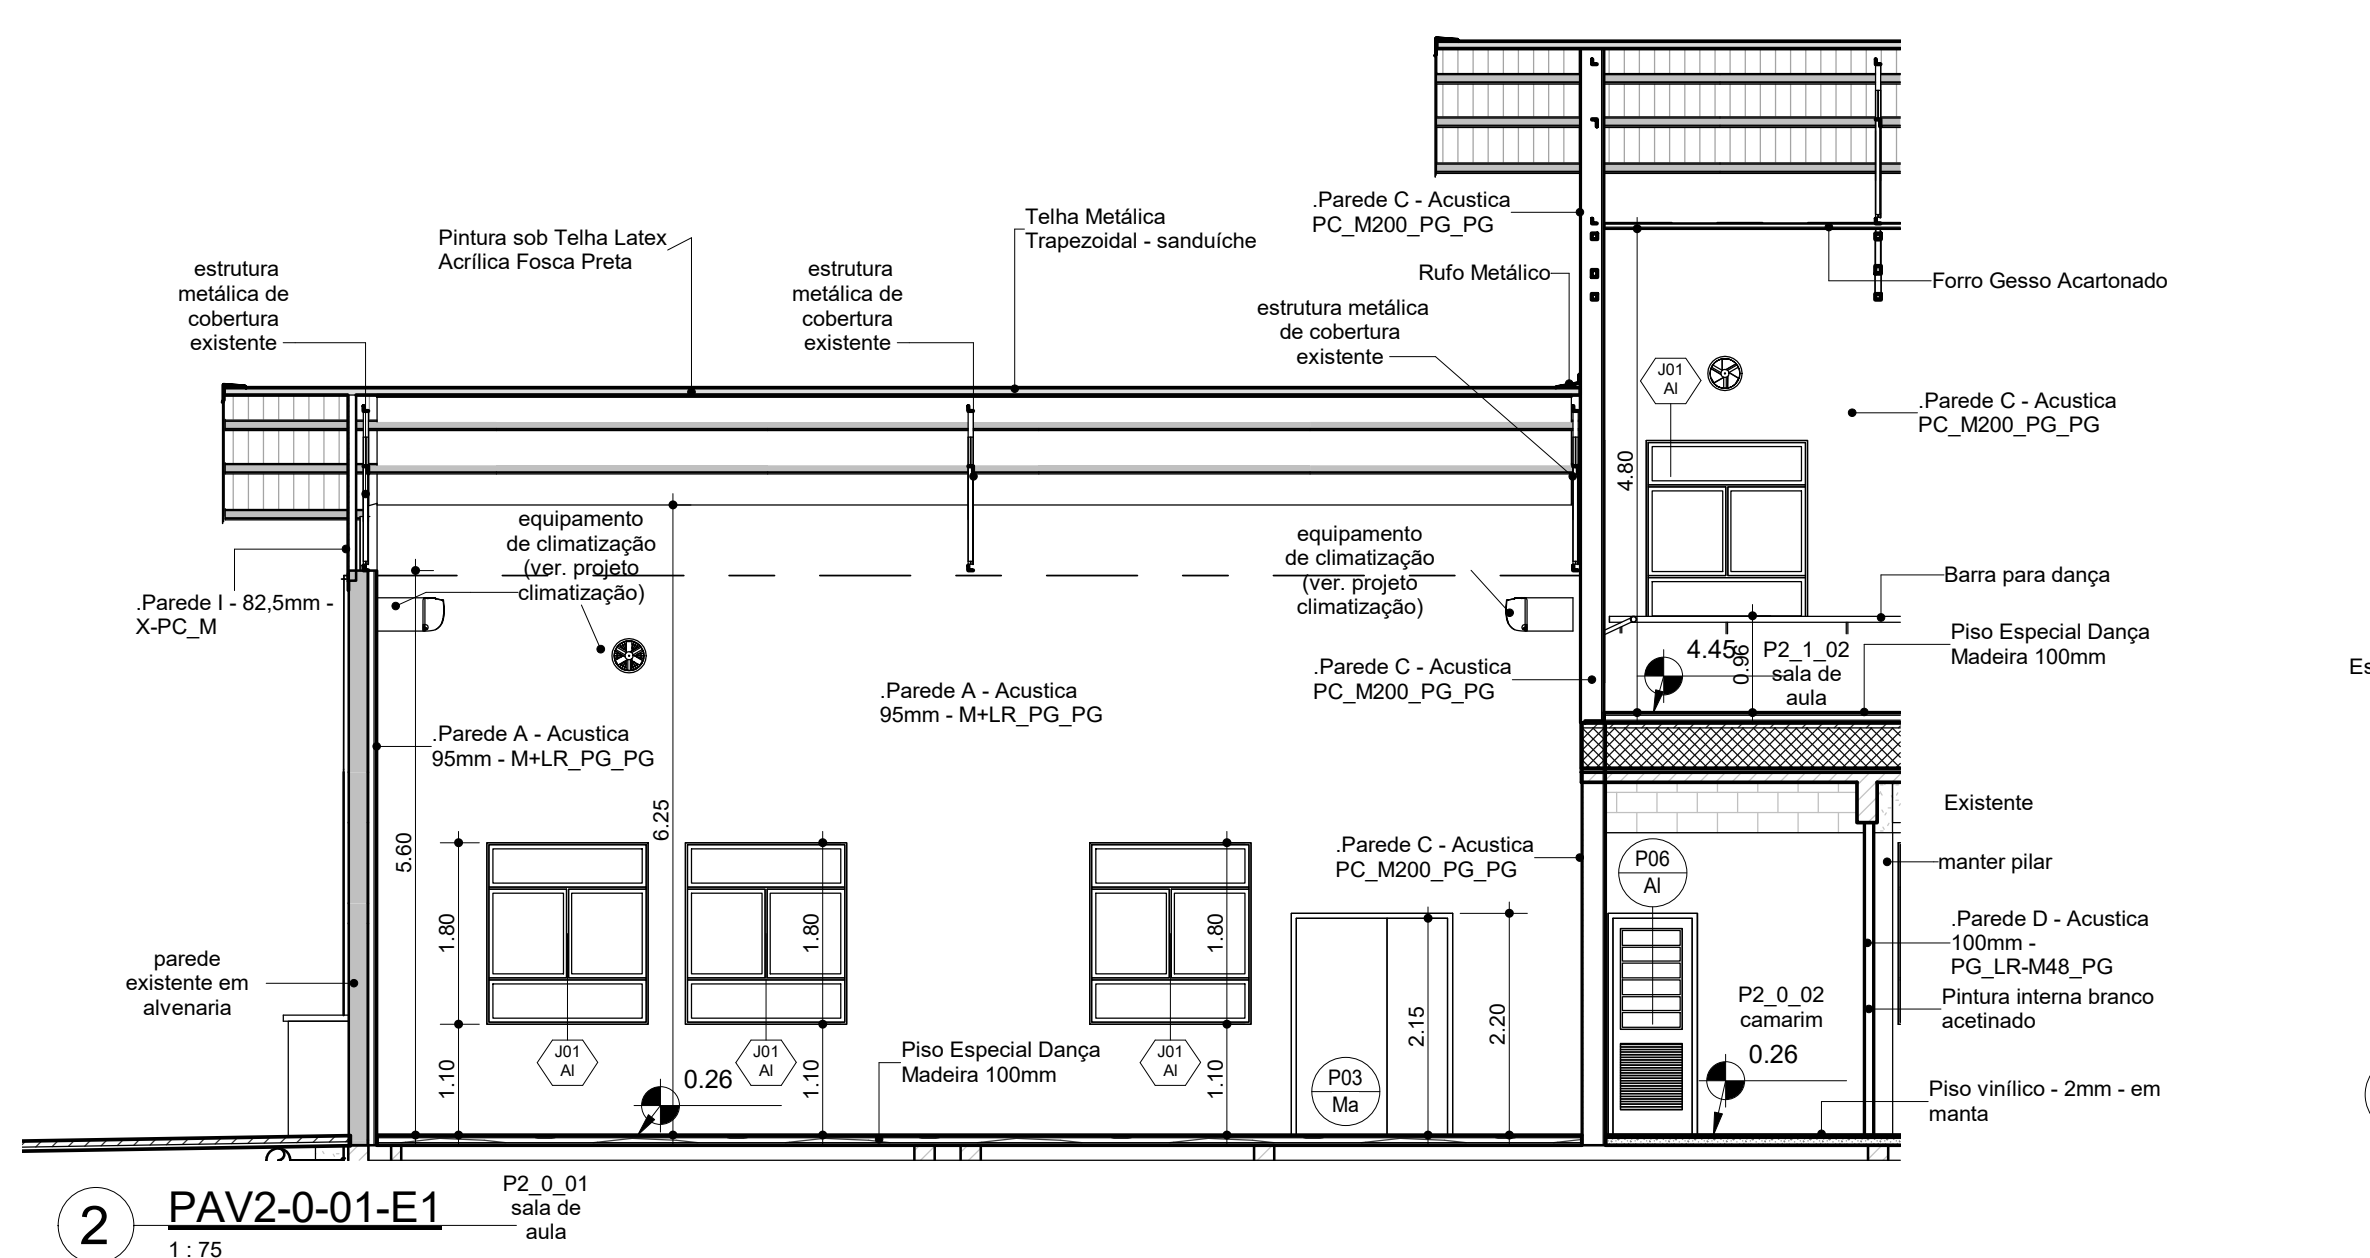 .Parede C - Acustica
PC_M200_PG_PG
Telha Metálica
Trapezoidal - sanduíche
Pintura sob Telha Latex
Acrílica Fosca Preta
estrutura
metálica de
cobertura
existente
estrutura
metálica de
cobertura
existente
Rufo Metálico
estrutura metálica
de cobertura
existente
Forro Gesso Acartonado
J01
Al
.Parede C - Acustica
PC_M200_PG_PG
4.80
equipamento
de climatização
(ver. projeto
climatização)
equipamento
de climatização
(ver. projeto
climatização)
Barra para dança
.Parede I - 82,5mm -
X-PC_M
Piso Especial Dança
Madeira 100mm
4.45
0.96
P2_1_02
sala de
aula
Es
.Parede C - Acustica
PC_M200_PG_PG
.Parede A - Acustica
95mm - M+LR_PG_PG
.Parede A - Acustica
95mm - M+LR_PG_PG
5.60
6.25
Existente
.Parede C - Acustica
PC_M200_PG_PG
P06
Al
manter pilar
1.80
1.80
1.80
.Parede D - Acustica
100mm -
PG_LR-M48_PG
parede
existente em
alvenaria
P2_0_02
camarim
Pintura interna branco
acetinado
2.15
2.20
J01
Al
J01
Al
J01
Al
1.10
1.10
1.10
0.26
Piso Especial Dança
Madeira 100mm
P03
Ma
0.26
Piso vinílico - 2mm - em
manta
2
PAV2-0-01-E1
1 : 75
P2_0_01
sala de
aula